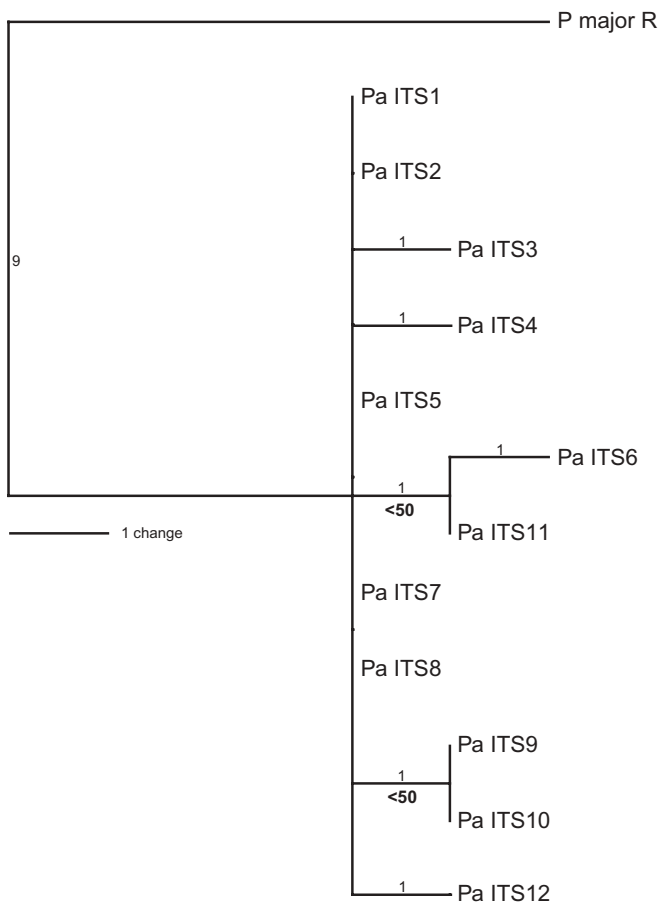 P major R
Pa ITS1
Pa ITS2
1
Pa ITS3
9
1
Pa ITS4
Pa ITS5
1
Pa ITS6
1
<50
1 change
Pa ITS11
Pa ITS7
Pa ITS8
Pa ITS9
1
<50
Pa ITS10
1
Pa ITS12